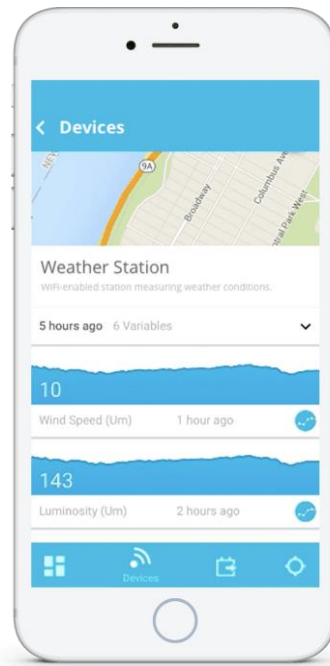 Devices
NEW
9A
Broadway
Columbus Ave
Central Park West
Weather Station
WiFi-enabled station measuring weather conditions.
5 hours ago 6 Variables
10
Wind Speed (Um) 1 hour ago
143
Luminosity (Um) 2 hours ago
Devices